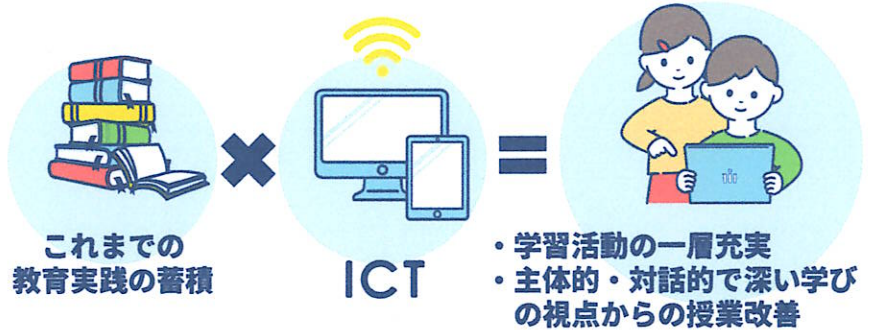 これまでの
教育実践の蓄積
×
ICT
=
・学習活動の一層充実
・主体的・対話的で深い学び
の視点からの授業改善